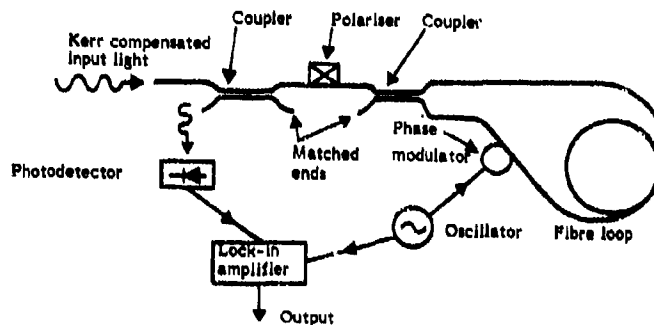 Coupler
Polariser
Coupler
Kerr compensated
input light
Matched
ends
Phase
modulator
Photodetector
Oscillator
Fibre loop
Lock-in
amplifier
Output